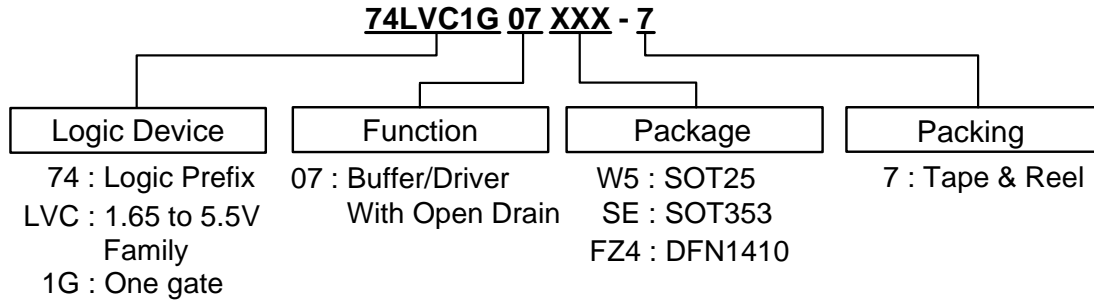 74LVC1G 07 XXX - 7
Logic Device
74 : Logic Prefix
LVC : 1.65 to 5.5V
Family
1G : One gate
Function
07 : Buffer/Driver
With Open Drain
Package
W5 : SOT25
SE : SOT353
FZ4 : DFN1410
Packing
7 : Tape & Reel